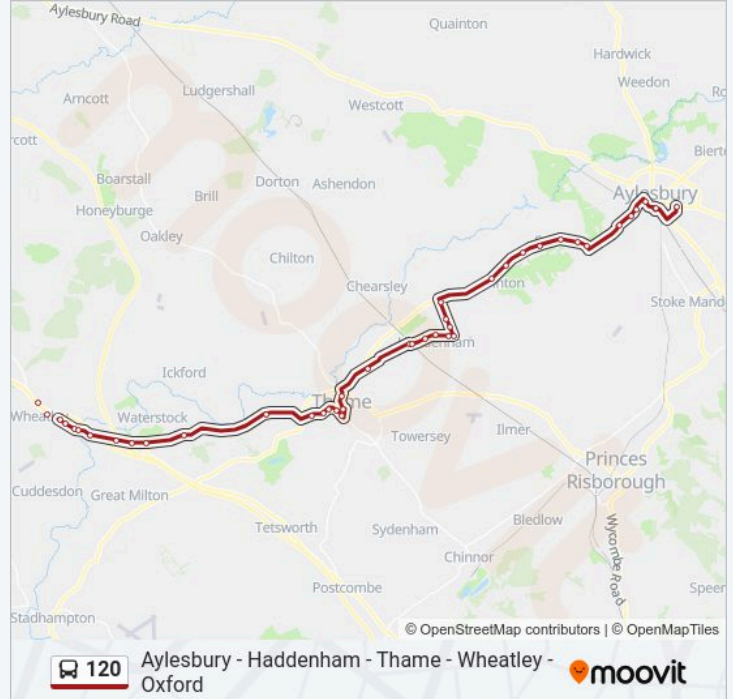 Aylesbury Road
Quainton
Hardwick
Weedon
Arncott
Ludgershall
Westcott
Aylesbury
Boarstall
Brill
Dorton
Ashendon
Honeyburge
Oakley
Chilton
Chearsley
Stoke Mand
Ickford
Thame
Waterstock
Towersey
Ilmer
Princes
Risborough
Cuddesdon
Great Milton
Bledlow
Tetsworth
Sydenham
Chinnor
Wycombe Road
Postcombe
Stadhampton
© OpenStreetMap contributors | © OpenMapTiles
120
Aylesbury - Haddenham - Thame - Wheatley -
Oxford
moovit